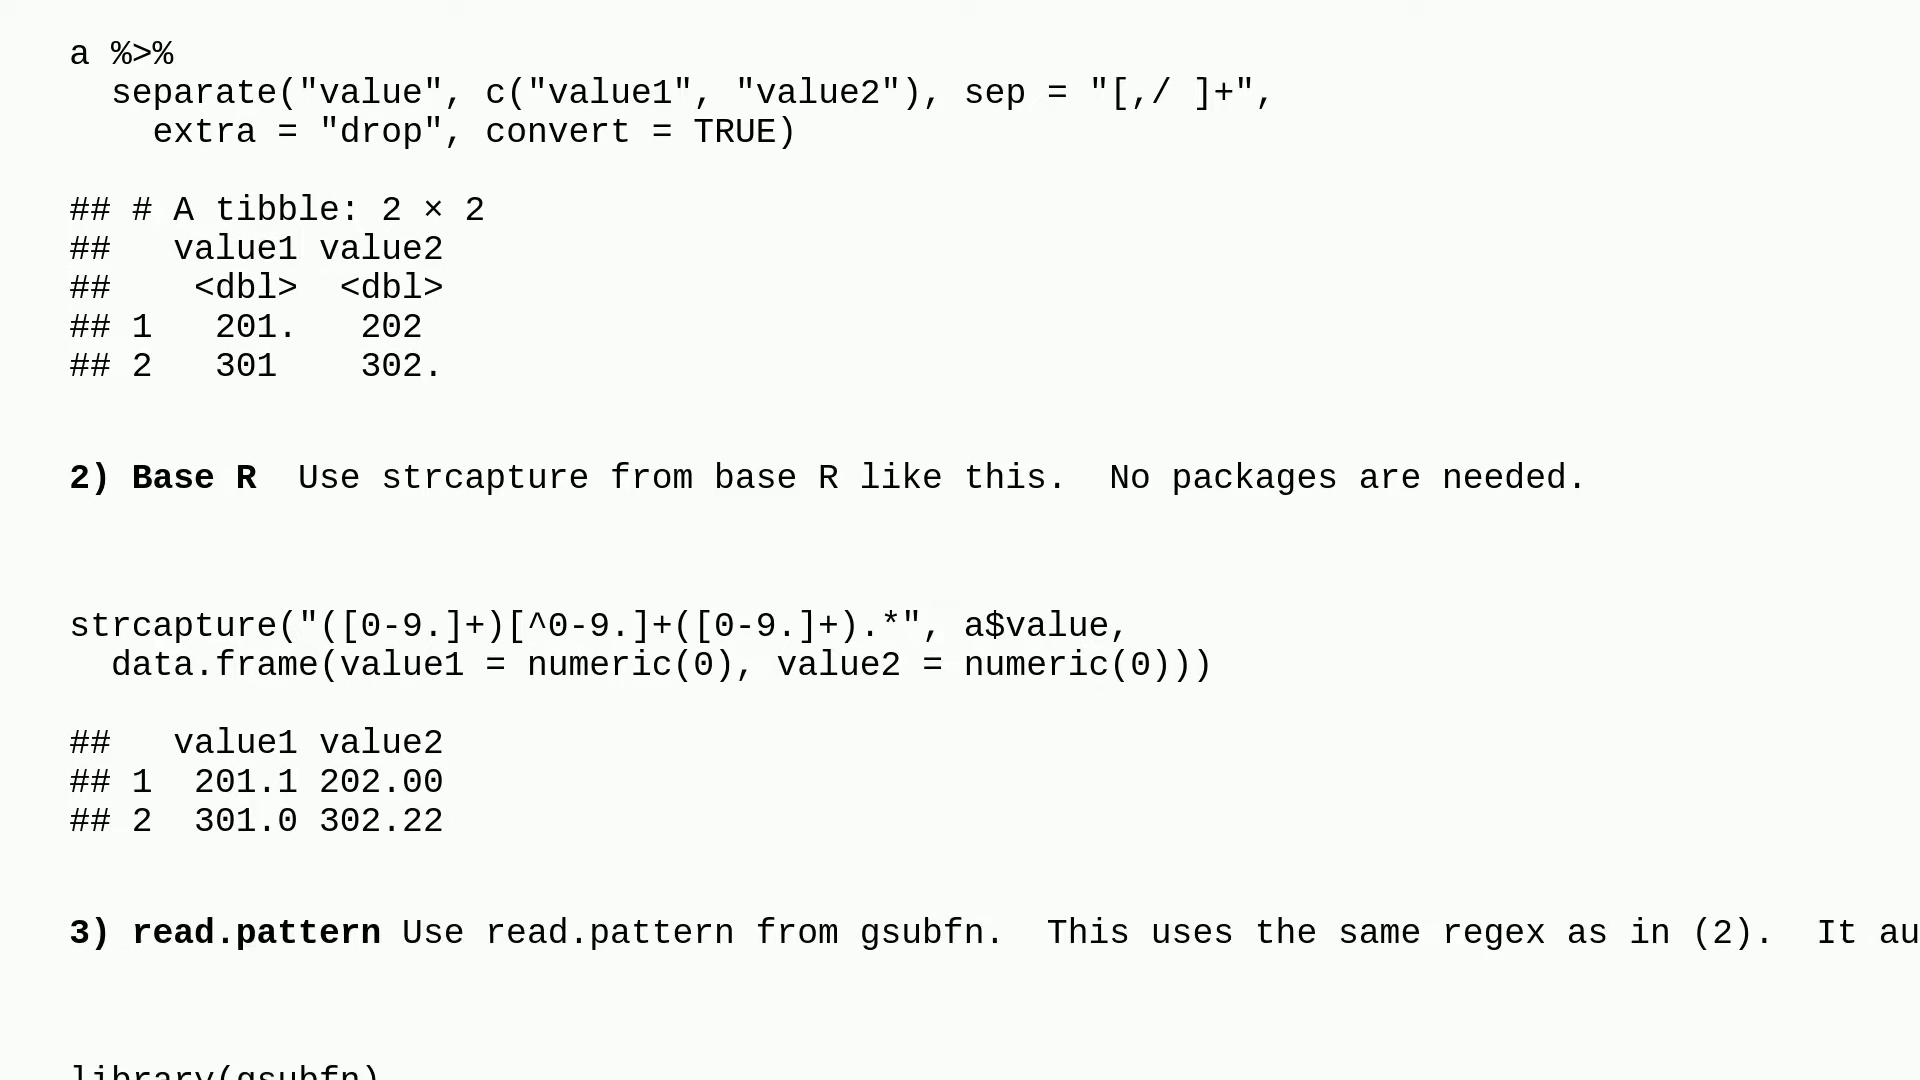 a %>%
  separate("value", c("value1", "value2"), sep = "[,/ ]+",
    extra = "drop", convert = TRUE)
## # A tibble: 2 × 2
##   value1 value2
##    <dbl>  <dbl>
## 1   201.   202
## 2   301    302.
2) Base R  Use strcapture from base R like this.  No packages are needed.
strcapture("([0-9.]+)[^0-9.]+([0-9.]+).*", a$value,
  data.frame(value1 = numeric(0), value2 = numeric(0)))
##   value1 value2
## 1  201.1 202.00
## 2  301.0 302.22
3) read.pattern Use read.pattern from gsubfn.  This uses the same regex as in (2).  It au
library(gsubfn)